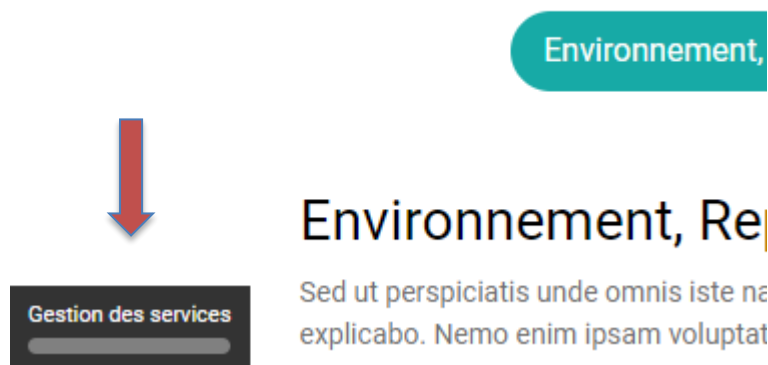 Environnement,
Environnement, Re
Sed ut perspiciatis unde omnis iste na
explicabo. Nemo enim ipsam voluptat
Gestion des services